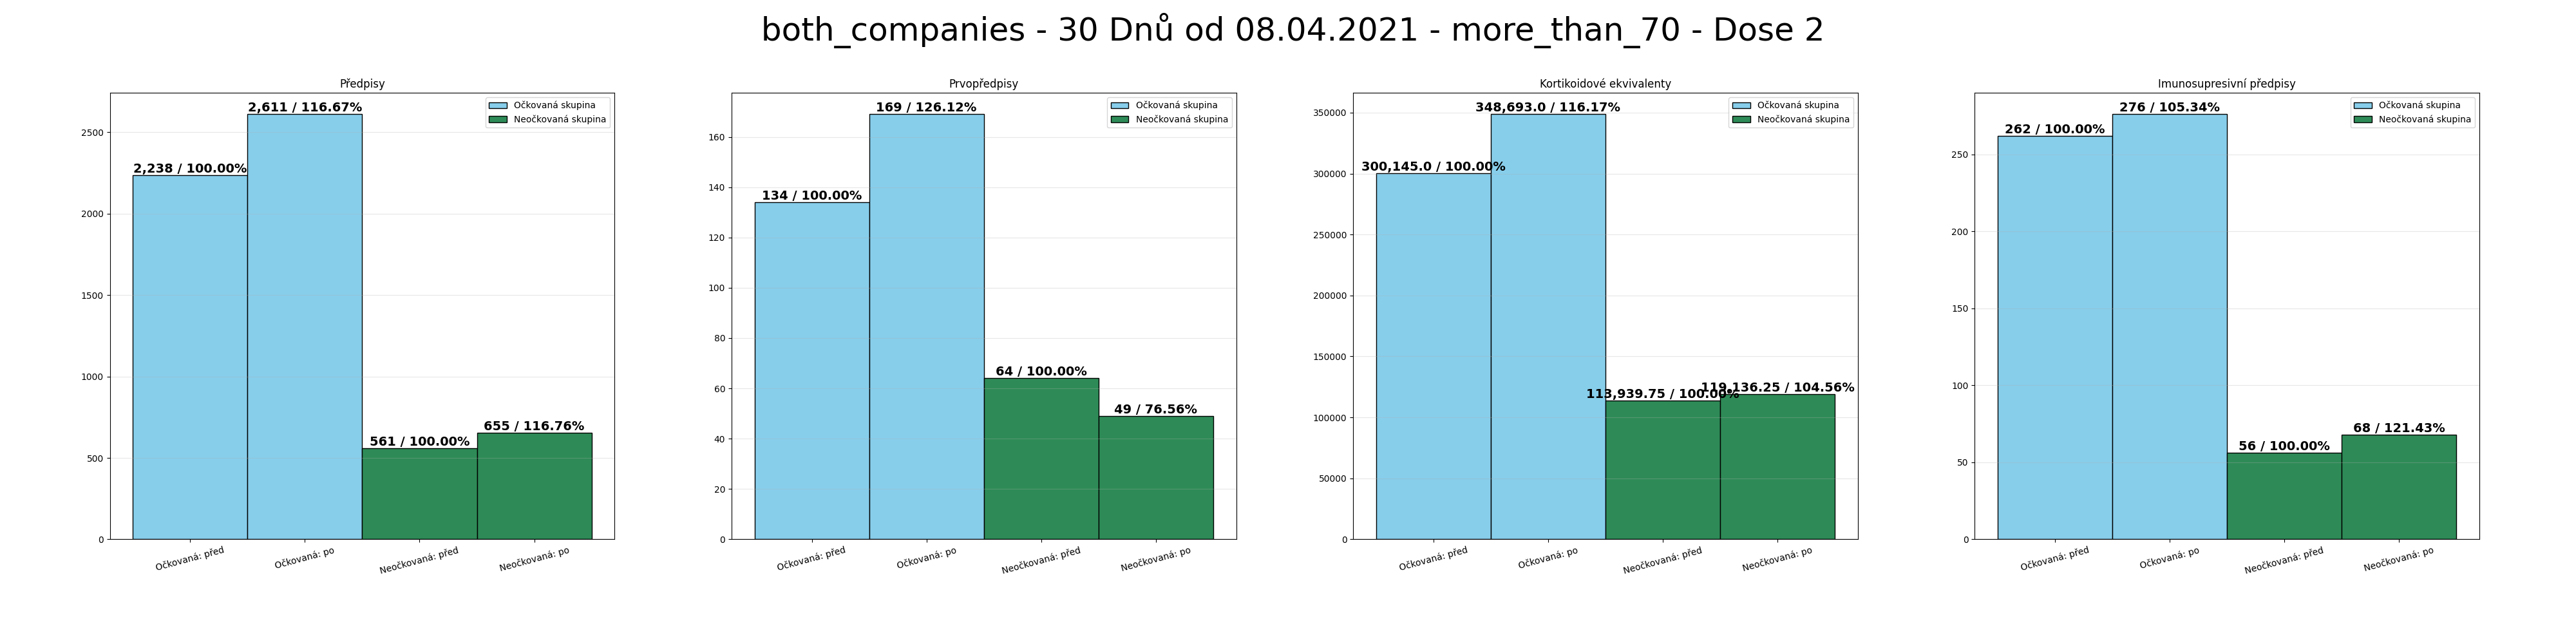 both_companies - 30 Dnů od 08.04.2021 - more_than_70 - Dose 2
Předpisy
2,611 / 116.67%
2,238 / 100.00%
655 / 116.76%
561 / 100.00%
Očkovaná skupina
Neočkovaná skupina
2500
2000
1500
1000
500
0
Očkovaná: před
Očkovaná: po
Neočkovaná: před
Neočkovaná: po
Prvopředpisy
169 / 126.12%
134 / 100.00%
64 / 100.00%
49 / 76.56%
Očkovaná skupina
Neočkovaná skupina
160
140
120
100
80
60
40
20
0
Očkovaná: před
Očkovaná: po
Neočkovaná: před
Neočkovaná: po
Kortikoidové ekvivalenty
348,693.0 / 116.17%
300,145.0 / 100.00%
119,136.25 / 104.56%
113,939.75 / 100.00%
Očkovaná skupina
Neočkovaná skupina
350000
300000
250000
200000
150000
100000
50000
0
Očkovaná: před
Očkovaná: po
Neočkovaná: před
Neočkovaná: po
Imunosupresivní předpisy
276 / 105.34%
262 / 100.00%
68 / 121.43%
56 / 100.00%
Očkovaná skupina
Neočkovaná skupina
250
200
150
100
50
0
Očkovaná: před
Očkovaná: po
Neočkovaná: před
Neočkovaná: po